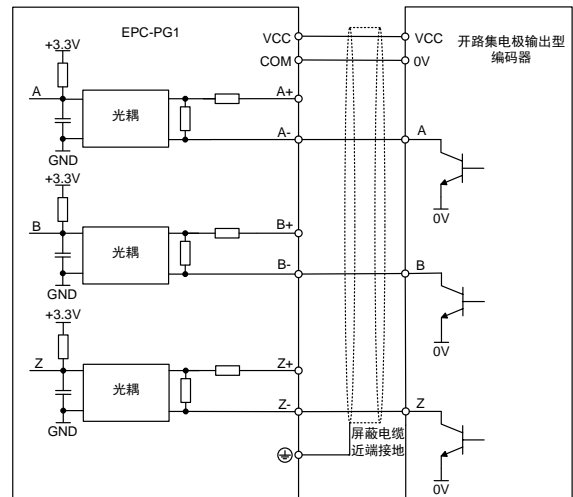 EPC-PG1
开路集电极输出型
编码器
VCC
VCC
COM
0V
+3.3V
A
光耦
A+
A-
A
GND
0V
+3.3V
B
光耦
B+
B-
B
GND
0V
+3.3V
Z
光耦
Z+
Z-
Z
GND
屏蔽电缆
近端接地
0V